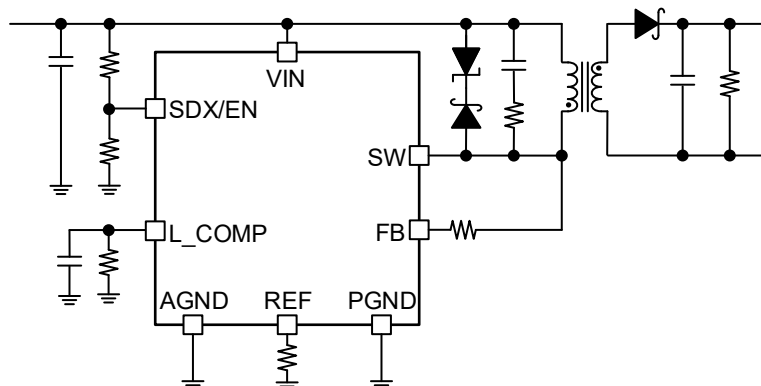 VIN
SDX/EN
SW
L_COMP
FB
AGND
REF
PGND